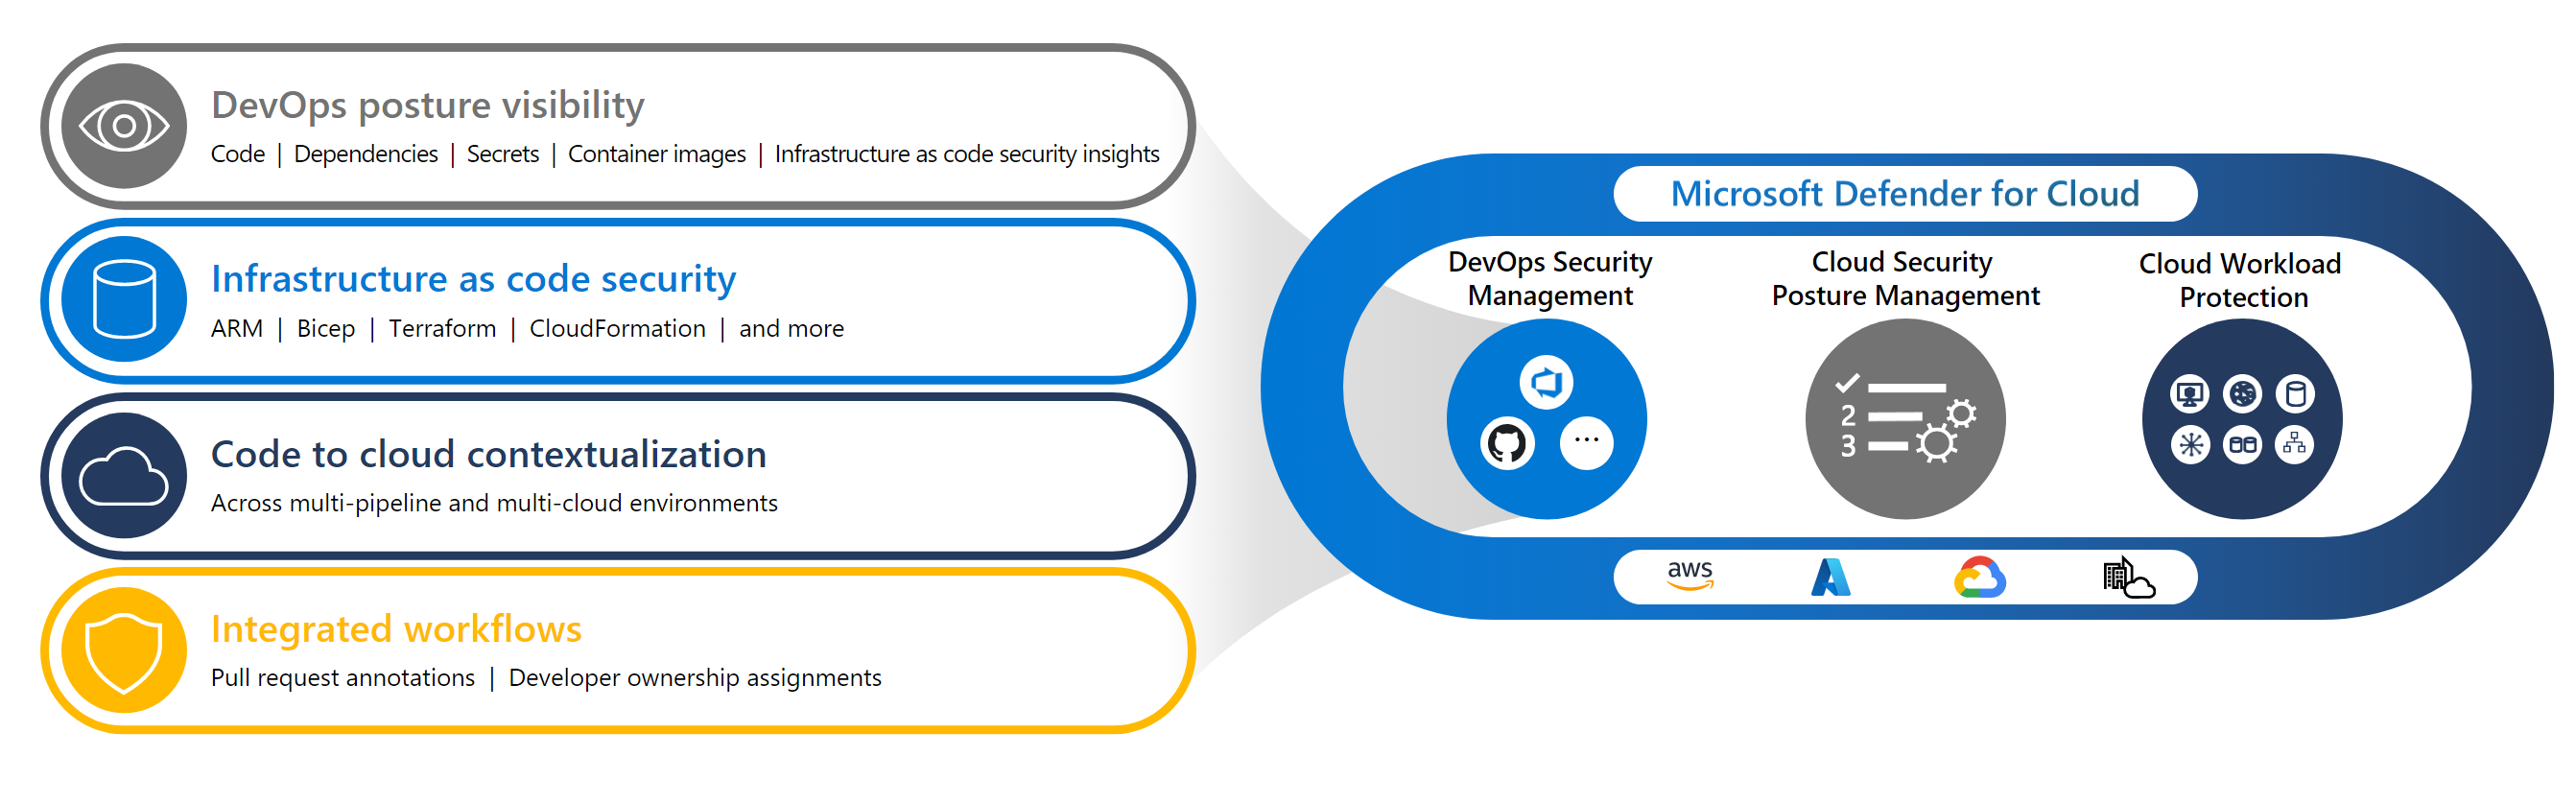 DevOps posture visibility
Code | Dependencies | Secrets | Container images | Infrastructure as code security insights
Infrastructure as code security
ARM | Bicep | Terraform | CloudFormation | and more
Code to cloud contextualization
Across multi-pipeline and multi-cloud environments
Integrated workflows
Pull request annotations | Developer ownership assignments
Microsoft Defender for Cloud
DevOps Security
Management
Cloud Security
Posture Management
2
3
Cloud Workload
Protection
...
aws